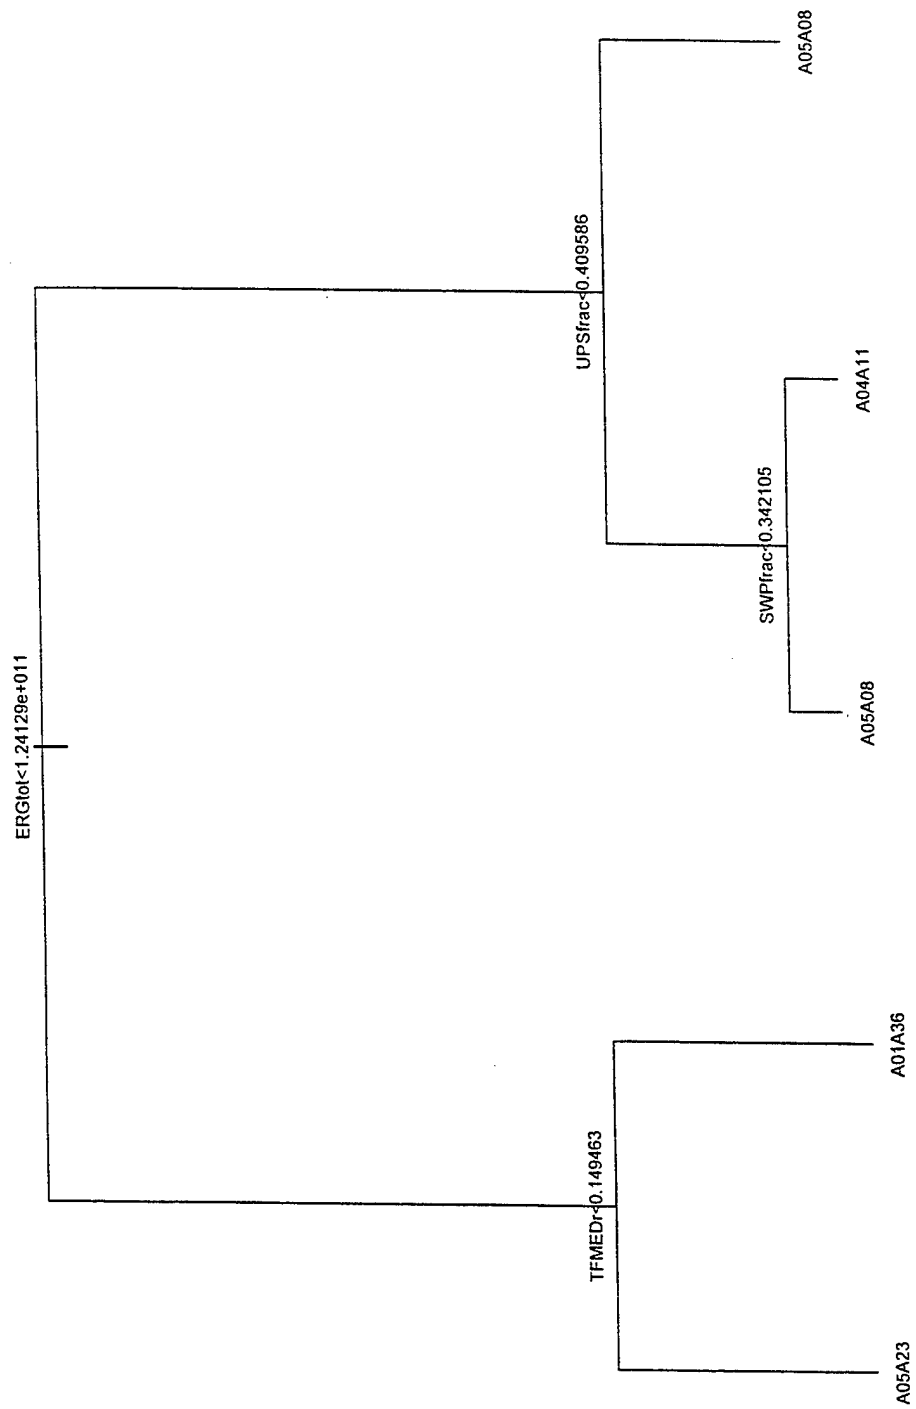 ERGtot<1.24129e+011
TFMEDr<0.149463
UPSfrac<0.409586
SWPfrac<0.342105
A05A23
A01A36
A05A08
A04A11
A05A08